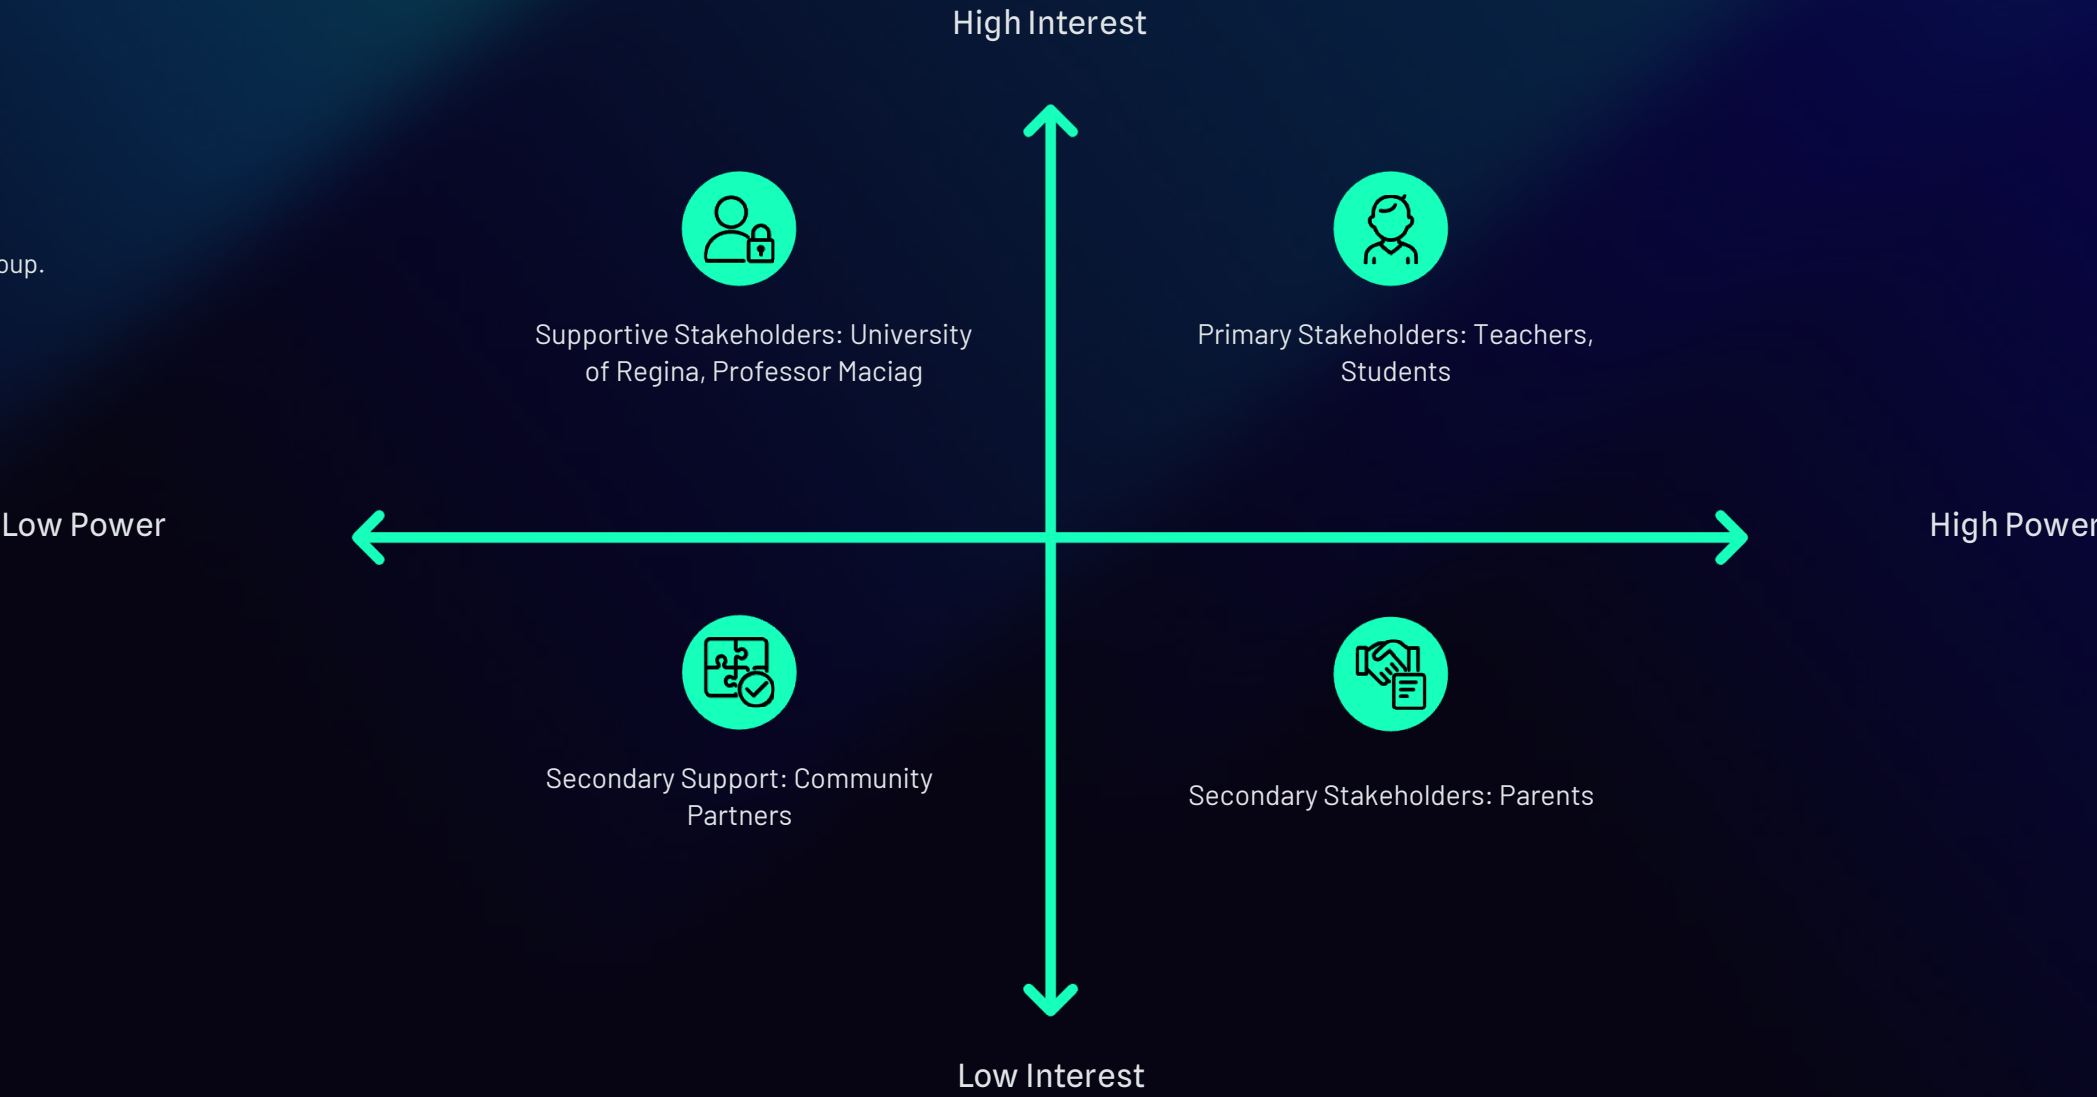 High Interest
oup.
Supportive Stakeholders: University
of Regina, Professor Maciag
Primary Stakeholders: Teachers,
Students
Low Power
High Power
Secondary Support: Community
Partners
Secondary Stakeholders: Parents
Low Interest